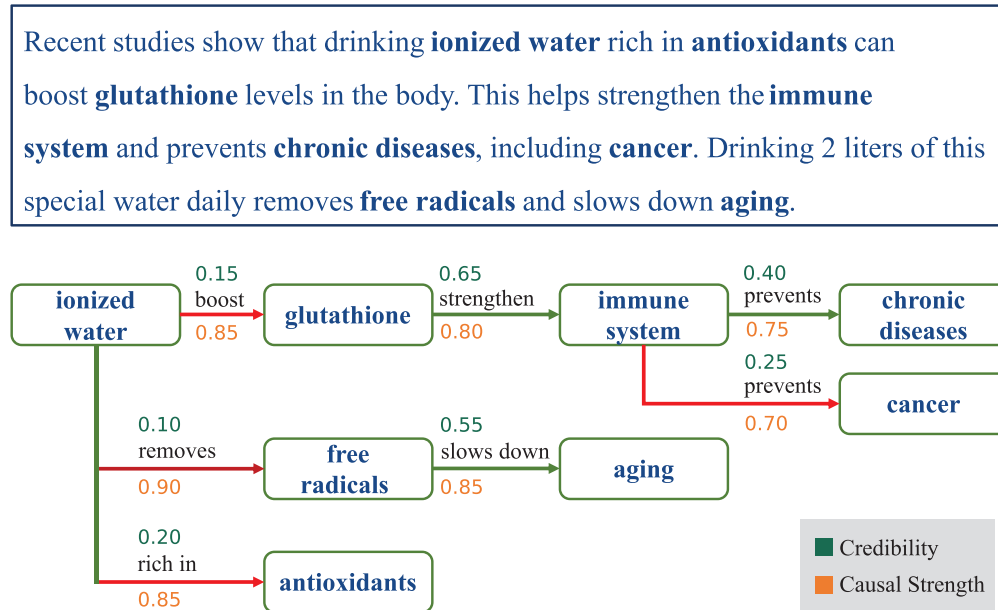 Recent studies show that drinking ionized water rich in antioxidants can
boost glutathione levels in the body. This helps strengthen the immune
system and prevents chronic diseases, including cancer. Drinking 2 liters of this
special water daily removes free radicals and slows down aging.
0.15
boost
0.85
0.65
strengthen
0.80
0.40
prevents
0.75
ionized
water
glutathione
immune
system
chronic
diseases
0.25
prevents
0.70
cancer
0.10
removes
0.90
free
radicals
0.55
slows down
0.85
aging
0.20
rich in
0.85
antioxidants
Credibility
Causal Strength